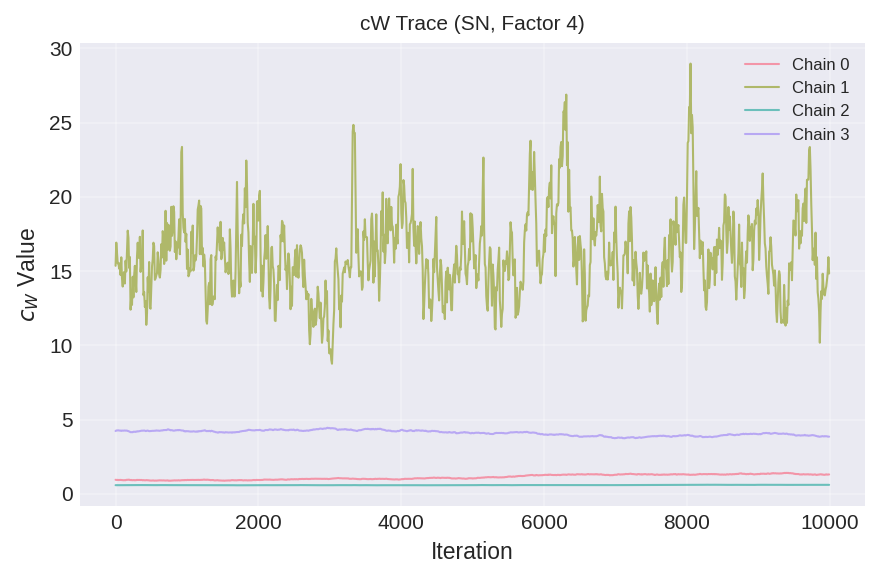 cW Trace (SN, Factor 4)
30
25
20
15
10
5
0
c_W Value
Chain 0
Chain 1
Chain 2
Chain 3
0 2000 4000 6000 8000 10000
Iteration